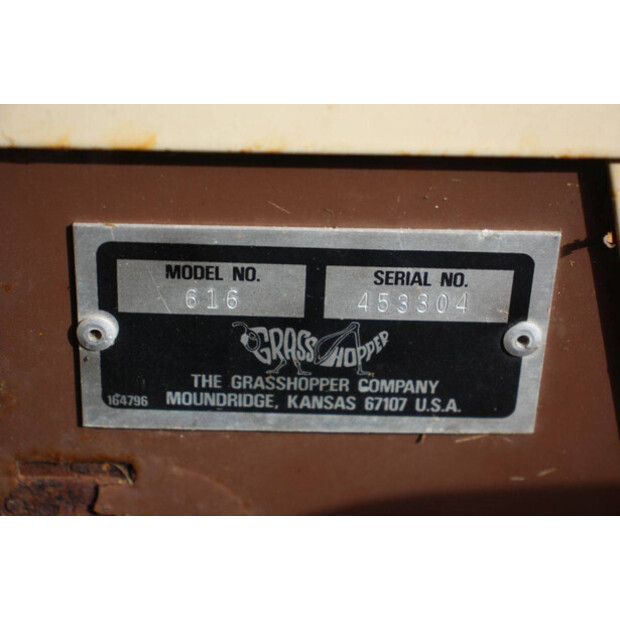 MODEL NO. SERIAL NO.
616 453304
GRASSHOPPER
THE GRASSHOPPER COMPANY
164796 MOUNDRIDGE, KANSAS 67107 U.S.A.